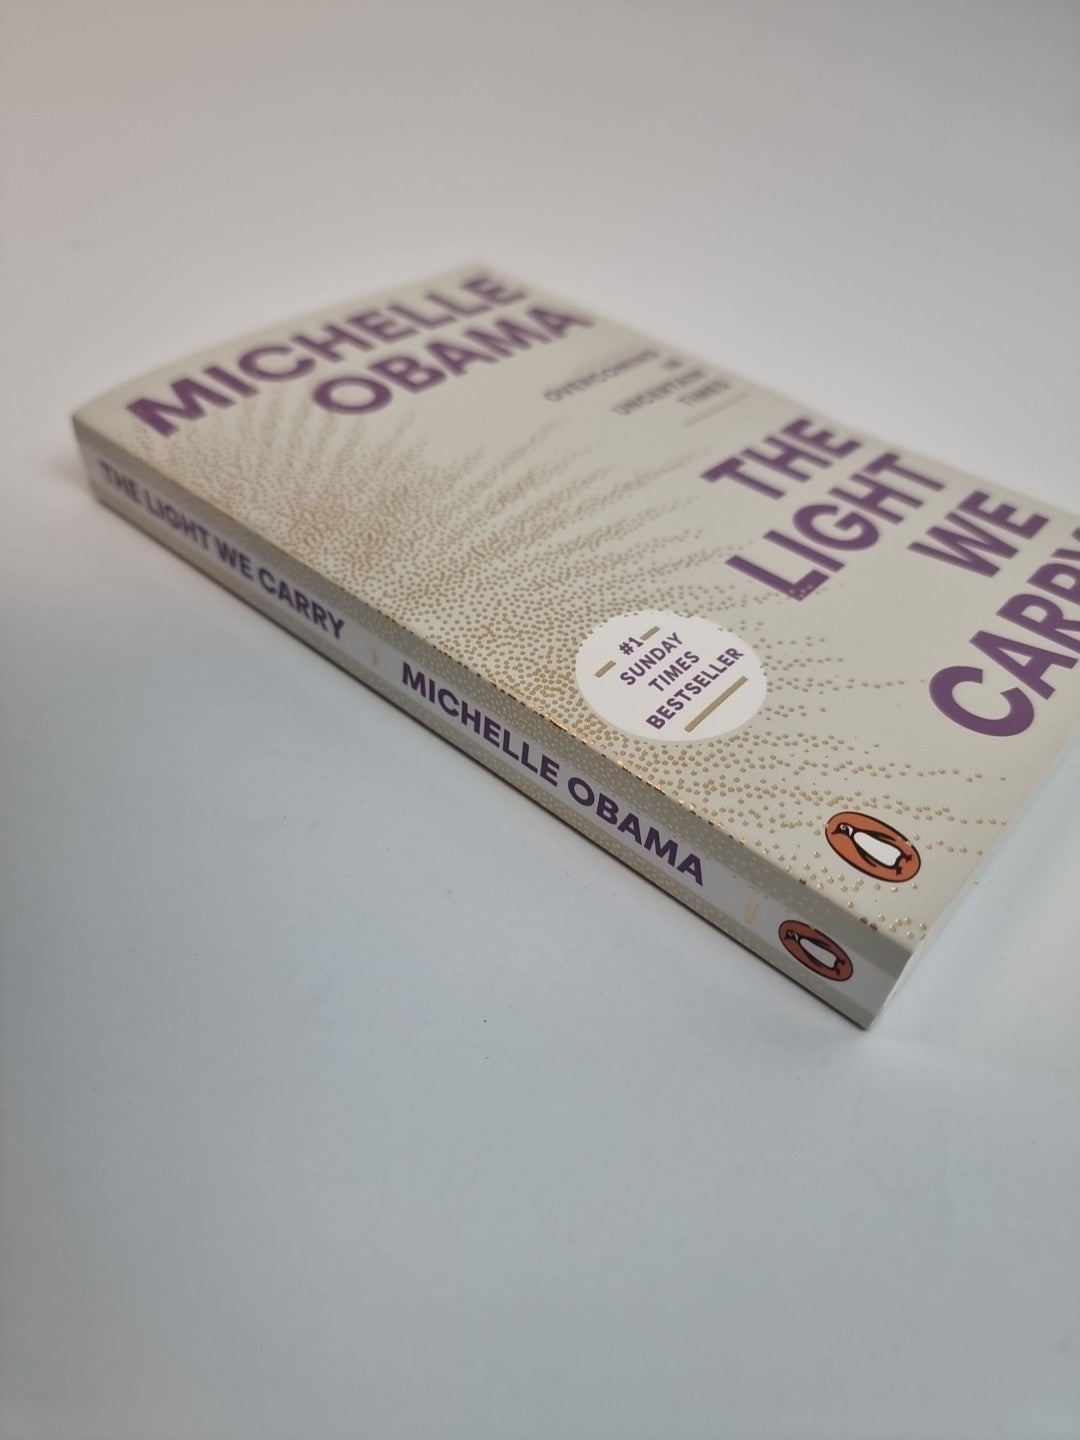 MICHELLE
OBAMA
OVERCOMING
IN
UNCERTAIN
TIMES
THE
LIGHT
WE
CARRY
#1
SUNDAY
TIMES
BESTSELLER
THE LIGHT WE CARRY
MICHELLE OBAMA